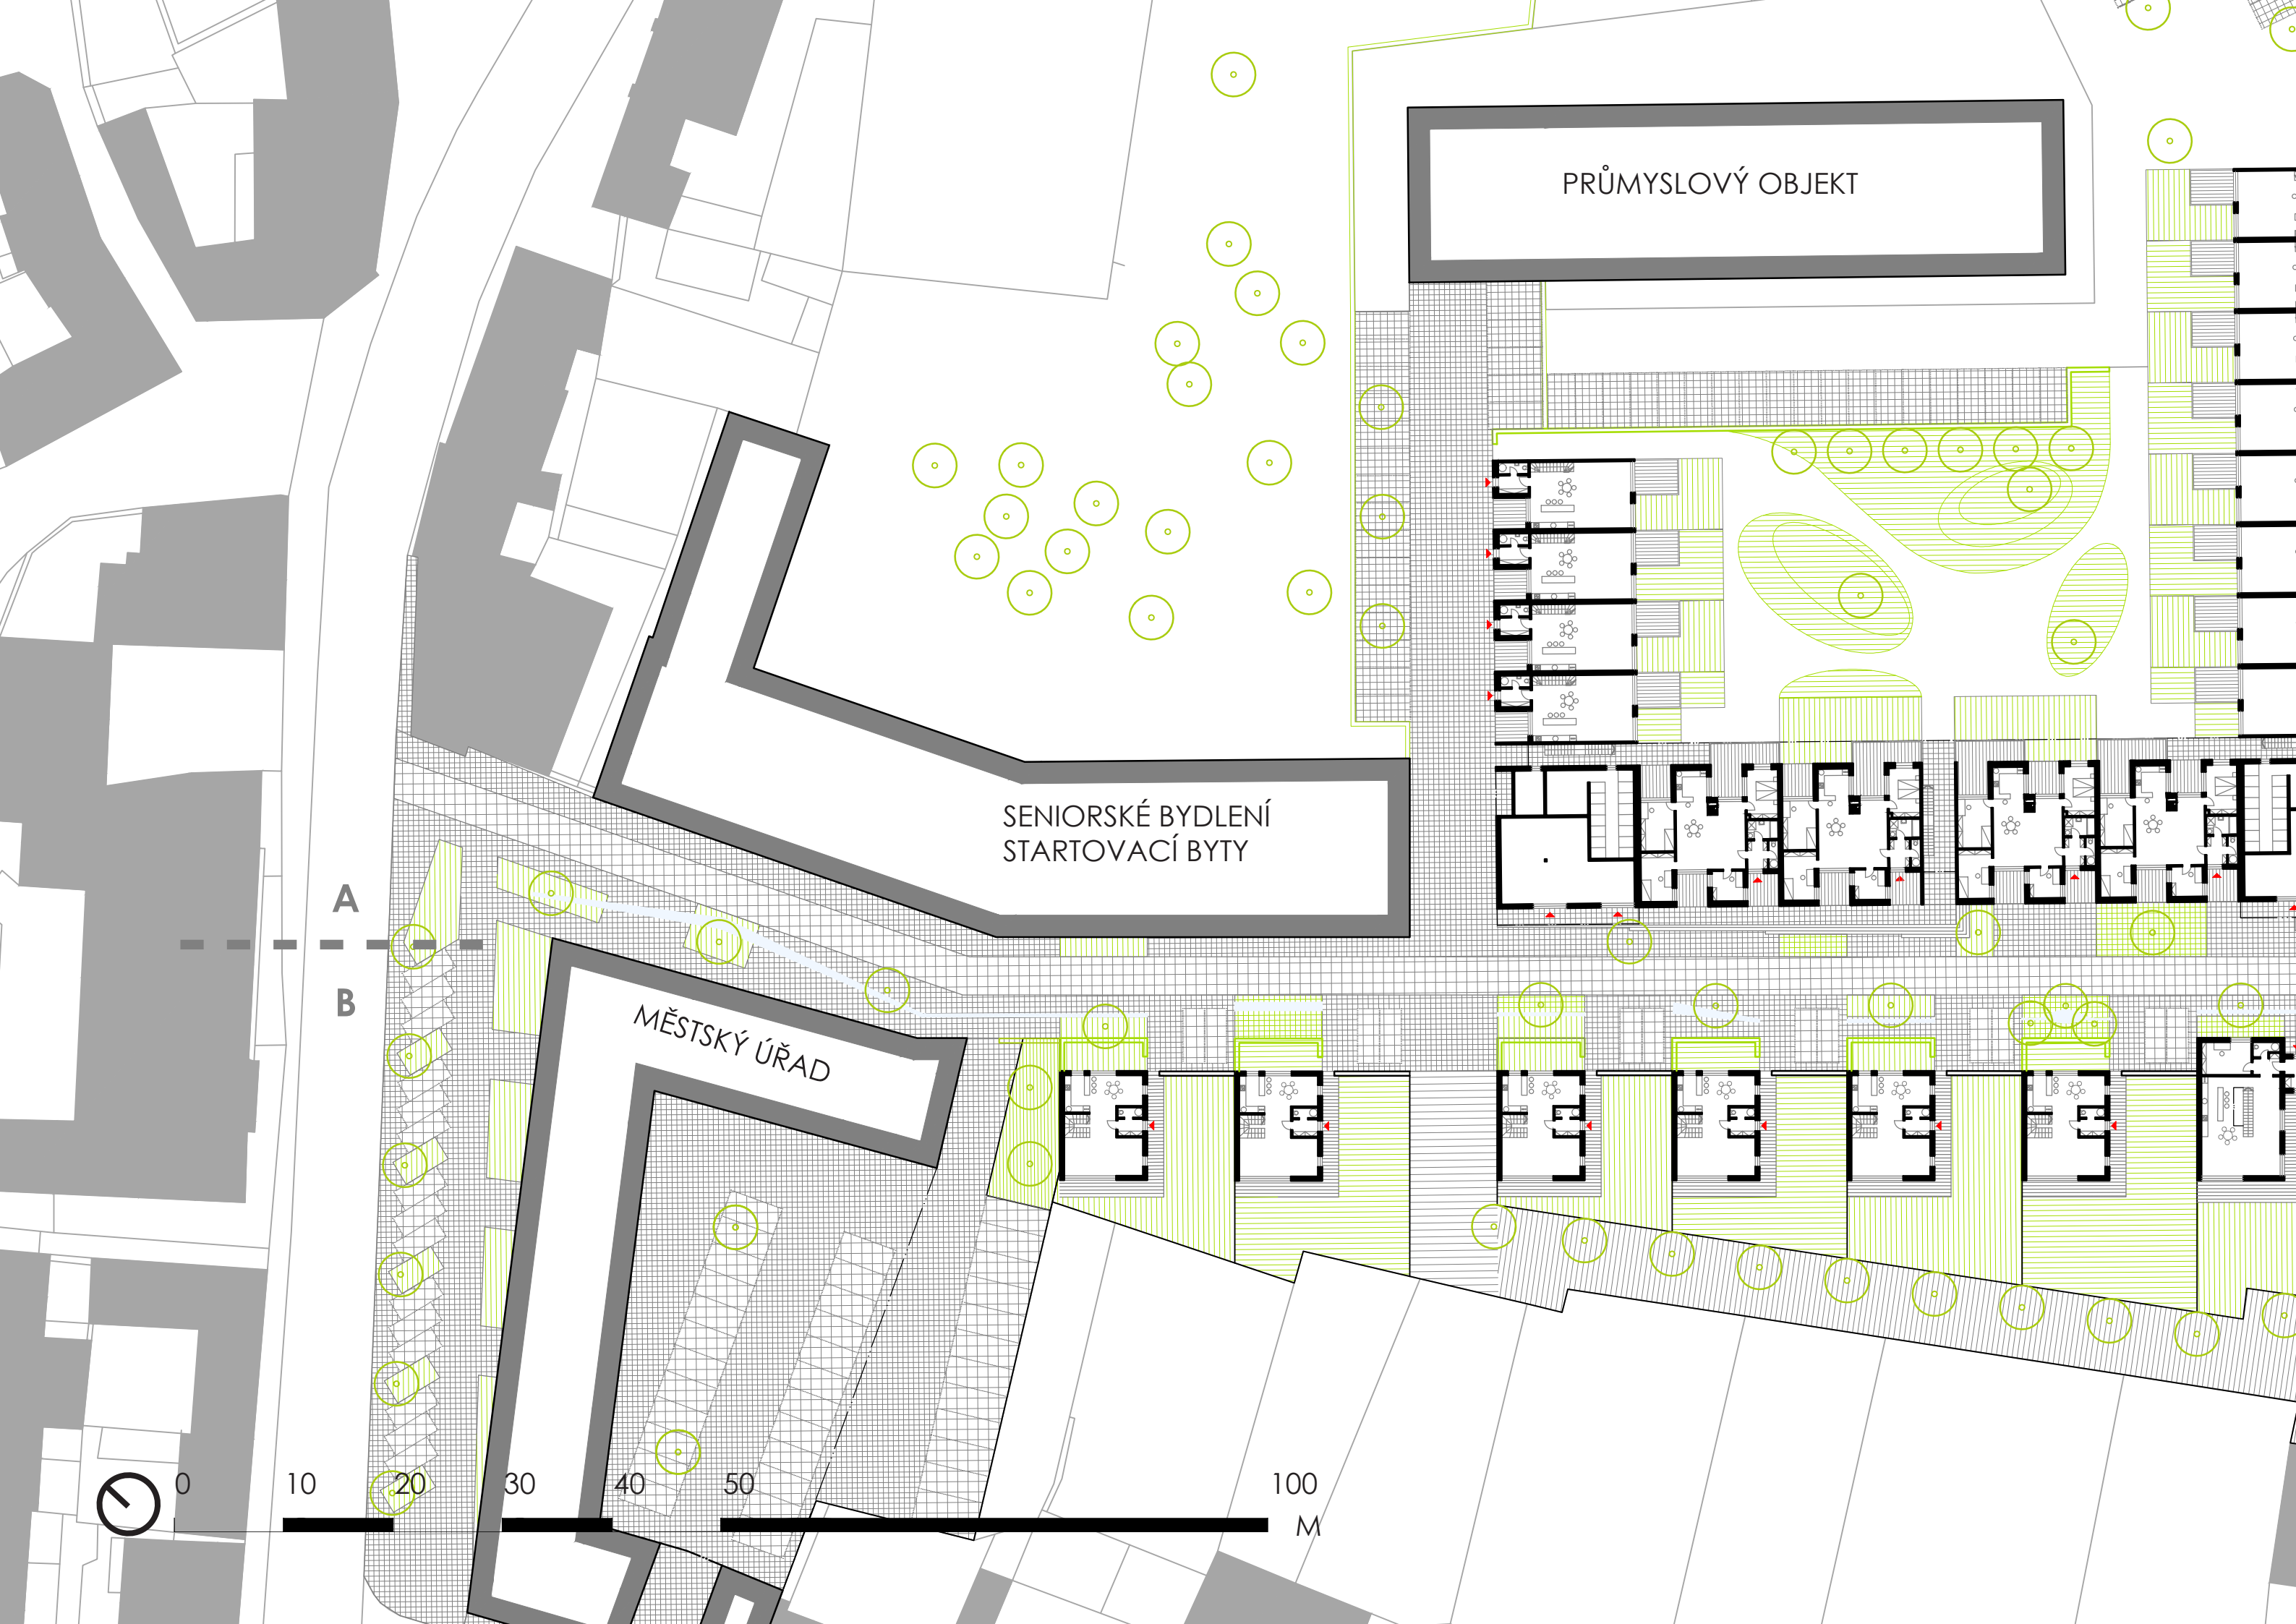 PRŮMYSLOVÝ OBJEKT
SENIORSKÉ BYDLENÍ
STARTOVACÍ BYTY
A
B
MĚSTSKÝ ÚŘAD
0 10 20 30 40 50 100
M